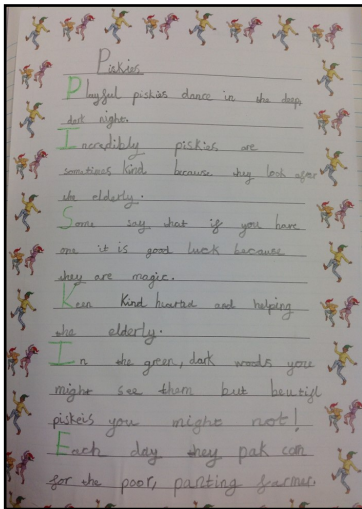 Piskies
Playful piskies dance in the deep,
dark night.
Incredibly piskies are
sometimes kind because they look after
the elderly.
Some say that if you have
one it is good luck because
they are magic.
Keen Kind hearted and helping
the elderly.
In the green, dark woods you
might see them but beutifl
piskeis you might not!
Each day they pak con
for the poor, panting farmer.